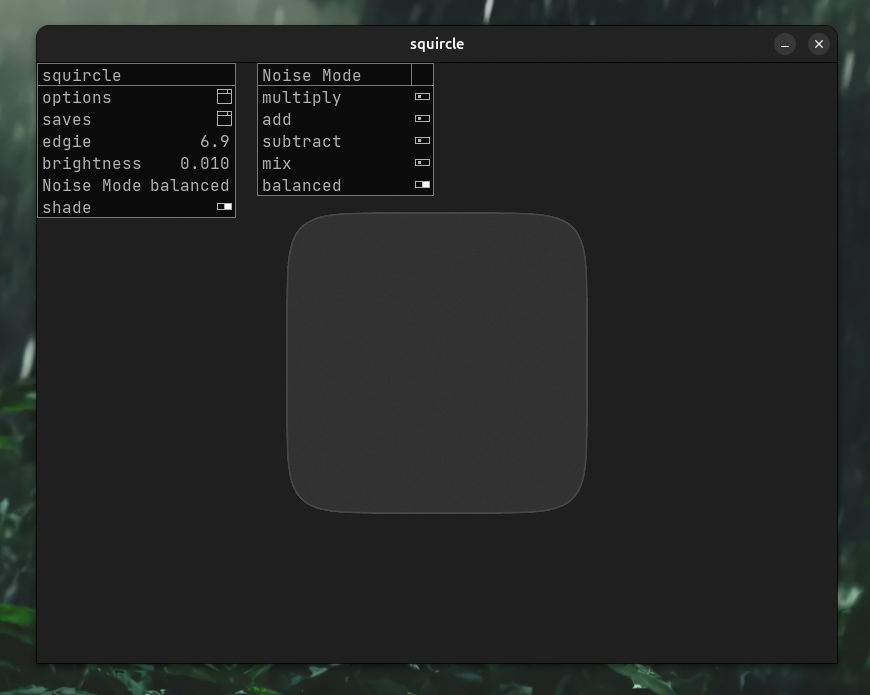 squircle
squircle
options
saves
edgie 6.9
brightness 0.010
Noise Mode balanced
shade
Noise Mode
multiply
add
subtract
mix
balanced